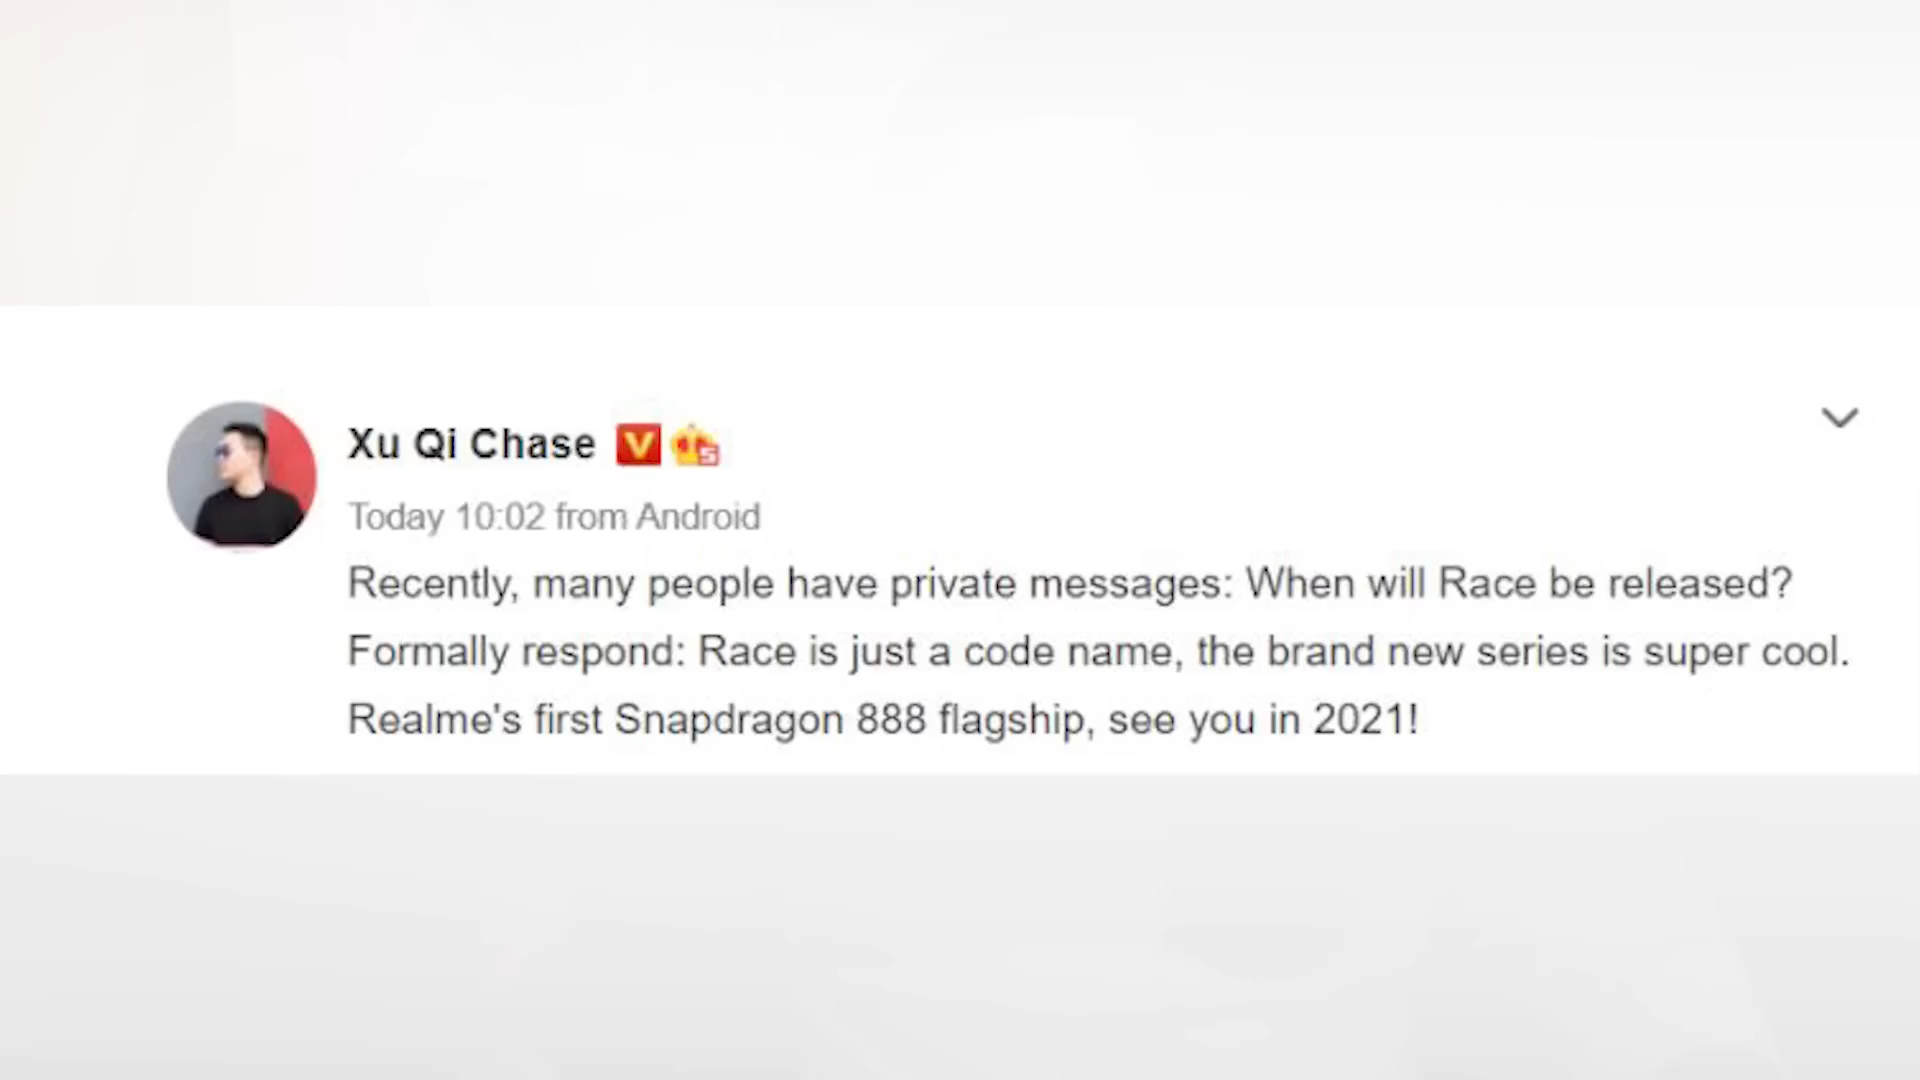 Xu Qi Chase V 5
Today 10:02 from Android
Recently, many people have private messages: When will Race be released?
Formally respond: Race is just a code name, the brand new series is super cool.
Realme's first Snapdragon 888 flagship, see you in 2021!